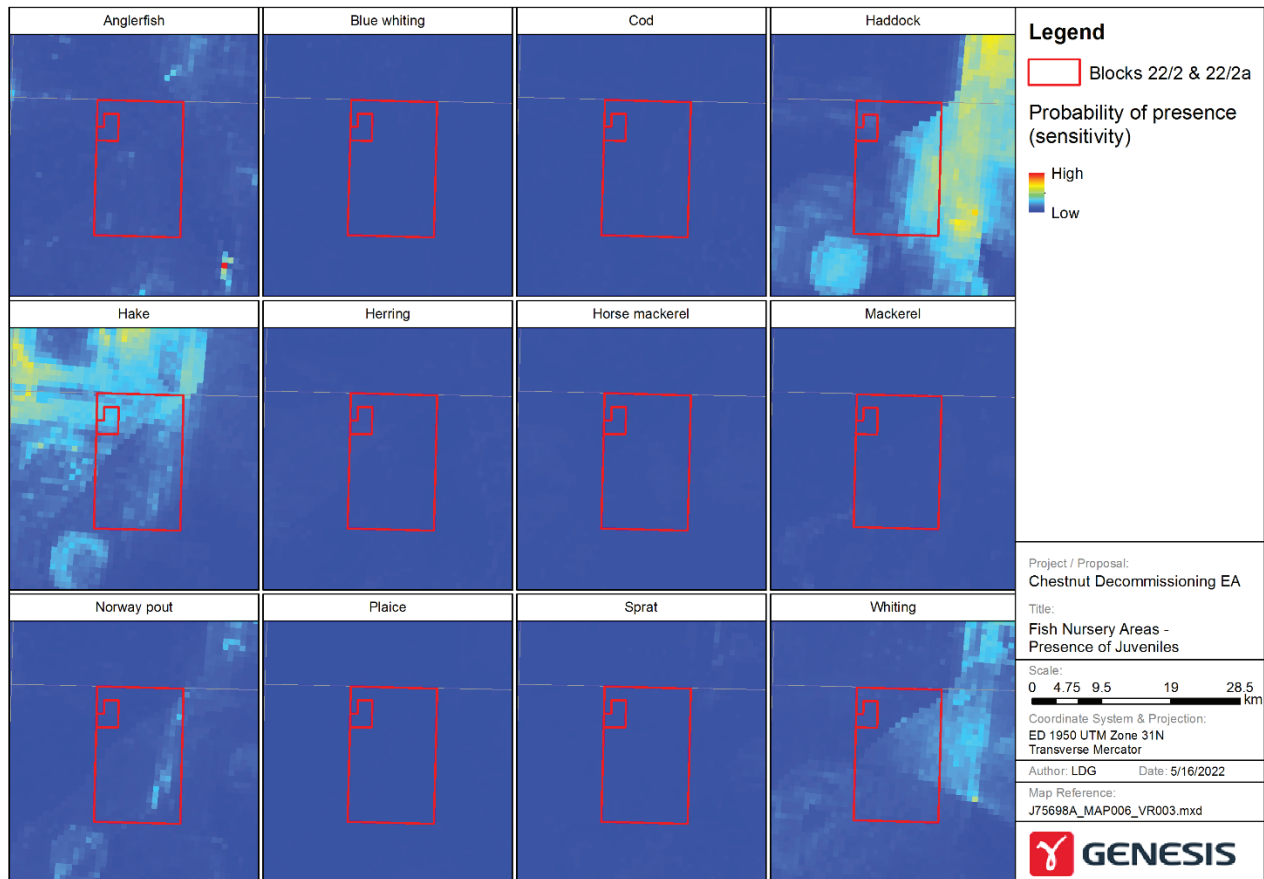 Anglerfish
Blue whiting
Cod
Haddock
Hake
Herring
Horse mackerel
Mackerel
Norway pout
Plaice
Sprat
Whiting
Legend
Blocks 22/2 & 22/2a
Probability of presence
(sensitivity)
High
Low
Project / Proposal:
Chestnut Decommissioning EA
Title:
Fish Nursery Areas -
Presence of Juveniles
Scale:
0 4.75 9.5 19 28.5
km
Coordinate System & Projection:
ED 1950 UTM Zone 31N
Transverse Mercator
Author: LDG Date: 5/16/2022
Map Reference:
J75698A_MAP006_VR003.mxd
GENESIS